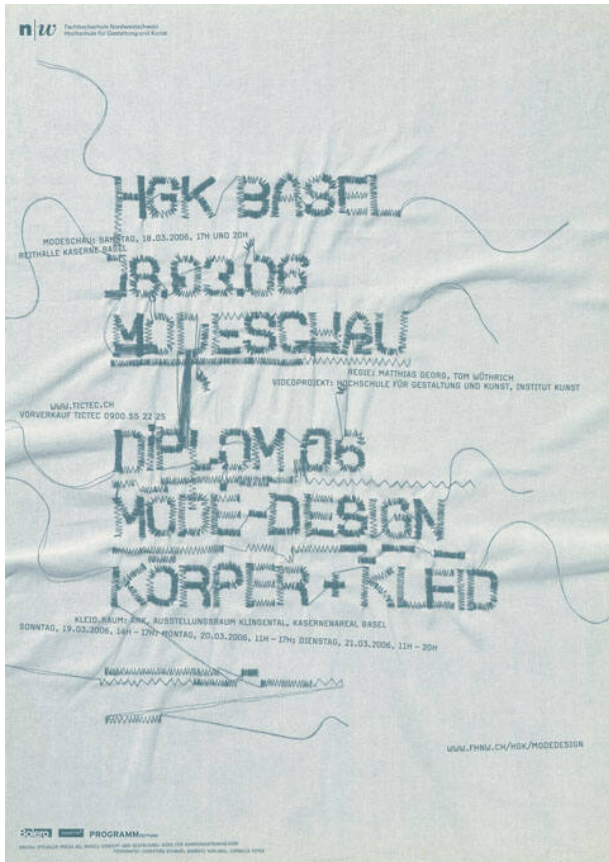 n|w Fachhochschule Nordwestschweiz
Hochschule für Gestaltung und Kunst
HGK BASEL
MODESCHAU: SAMSTAG, 18.03.2006, 17H UND 20H
REITHALLE KASERNE BASEL
18.03.06
MODESCHAU
REGIE: MATTHIAS GEORG, TOM WÜTHRICH
VIDEOPROJEKT: HOCHSCHULE FÜR GESTALTUNG UND KUNST, INSTITUT KUNST
WWW.TICTEC.CH
VORVERKAUF TICTEC 0900 55 22 25
DIPLOM 06
MODE-DESIGN
KÖRPER + KLEID
KLEID.RAUM: ARK, AUSSTELLUNGSRAUM KLINGENTAL, KASERNENAREAL BASEL
SONNTAG, 19.03.2006, 14H – 17H; MONTAG, 20.03.2006, 11H – 17H; DIENSTAG, 21.03.2006, 11H – 20H
WWW.FHNW.CH/HGK/MODEDESIGN
Bolero PROGRAMMZEITUNG